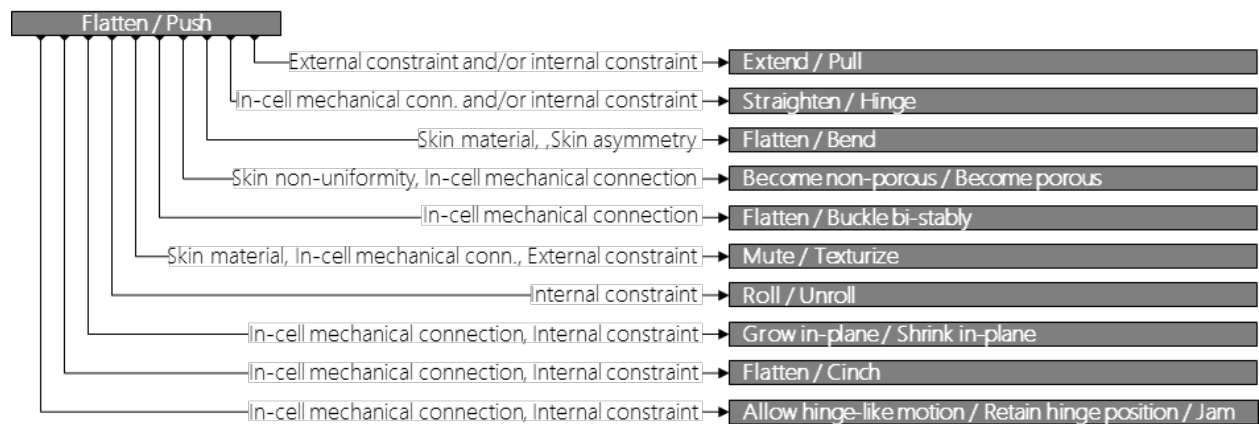 Flatten / Push
External constraint and/or internal constraint Extend / Pull
In-cell mechanical conn. and/or internal constraint Straighten / Hinge
Skin material, ,Skin asymmetry Flatten / Bend
Skin non-uniformity, In-cell mechanical connection Become non-porous / Become porous
In-cell mechanical connection Flatten / Buckle bi-stably
Skin material, In-cell mechanical conn., External constraint Mute / Texturize
Internal constraint Roll / Unroll
In-cell mechanical connection, Internal constraint Grow in-plane / Shrink in-plane
In-cell mechanical connection, Internal constraint Flatten / Cinch
In-cell mechanical connection, Internal constraint Allow hinge-like motion / Retain hinge position / Jam